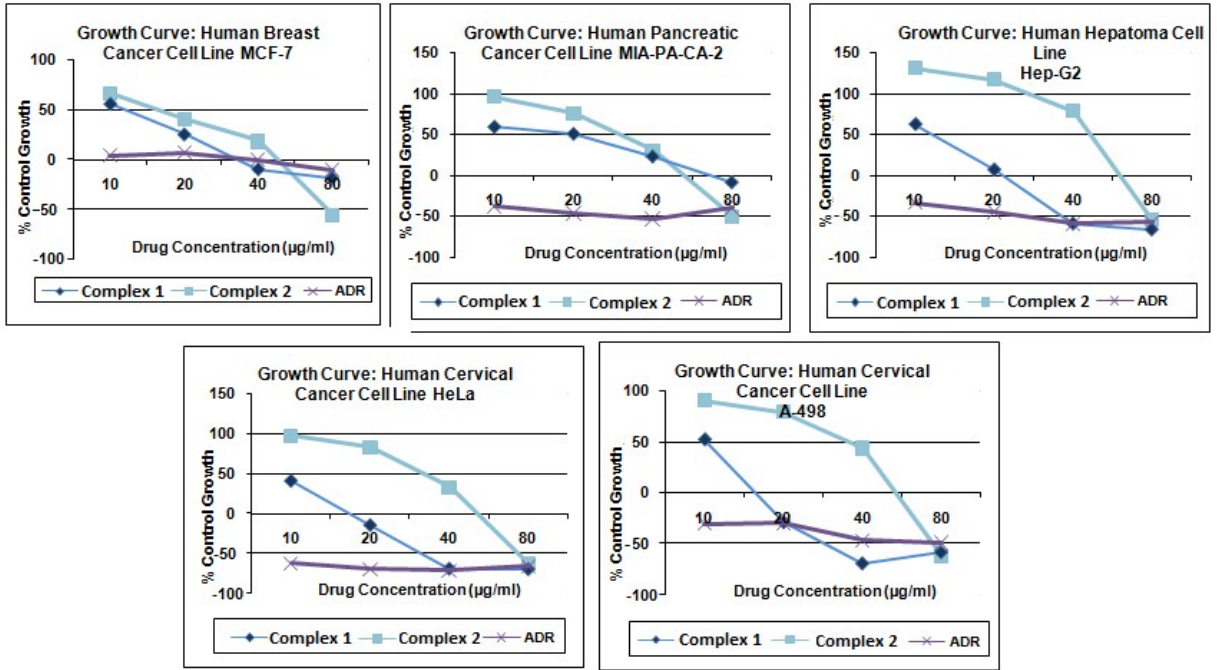 Growth Curve: Human Breast
Cancer Cell Line MCF-7
100
50
0
-50
-100
% Control Growth
10 20 40 80
Drug Concentration (µg/ml)
Complex 1 Complex 2 ADR
Growth Curve: Human Pancreatic
Cancer Cell Line MIA-PA-CA-2
150
100
50
0
-50
-100
% Control Growth
10 20 40 80
Drug Concentration (µg/ml)
Complex 1 Complex 2 ADR
Growth Curve: Human Hepatoma Cell
Line
Hep-G2
150
100
50
0
-50
-100
% Control Growth
10 20 40 80
Drug Concentration (µg/ml)
Complex 1 Complex 2 ADR
Growth Curve: Human Cervical
Cancer Cell Line HeLa
150
100
50
0
-50
-100
% Control Growth
10 20 40 80
Drug Concentration (µg/ml)
Complex 1 Complex 2 ADR
Growth Curve: Human Cervical
Cancer Cell Line
A-498
100
50
0
-50
-100
% Control Growth
10 20 40 80
Drug Concentration (µg/ml)
Complex 1 Complex 2 ADR